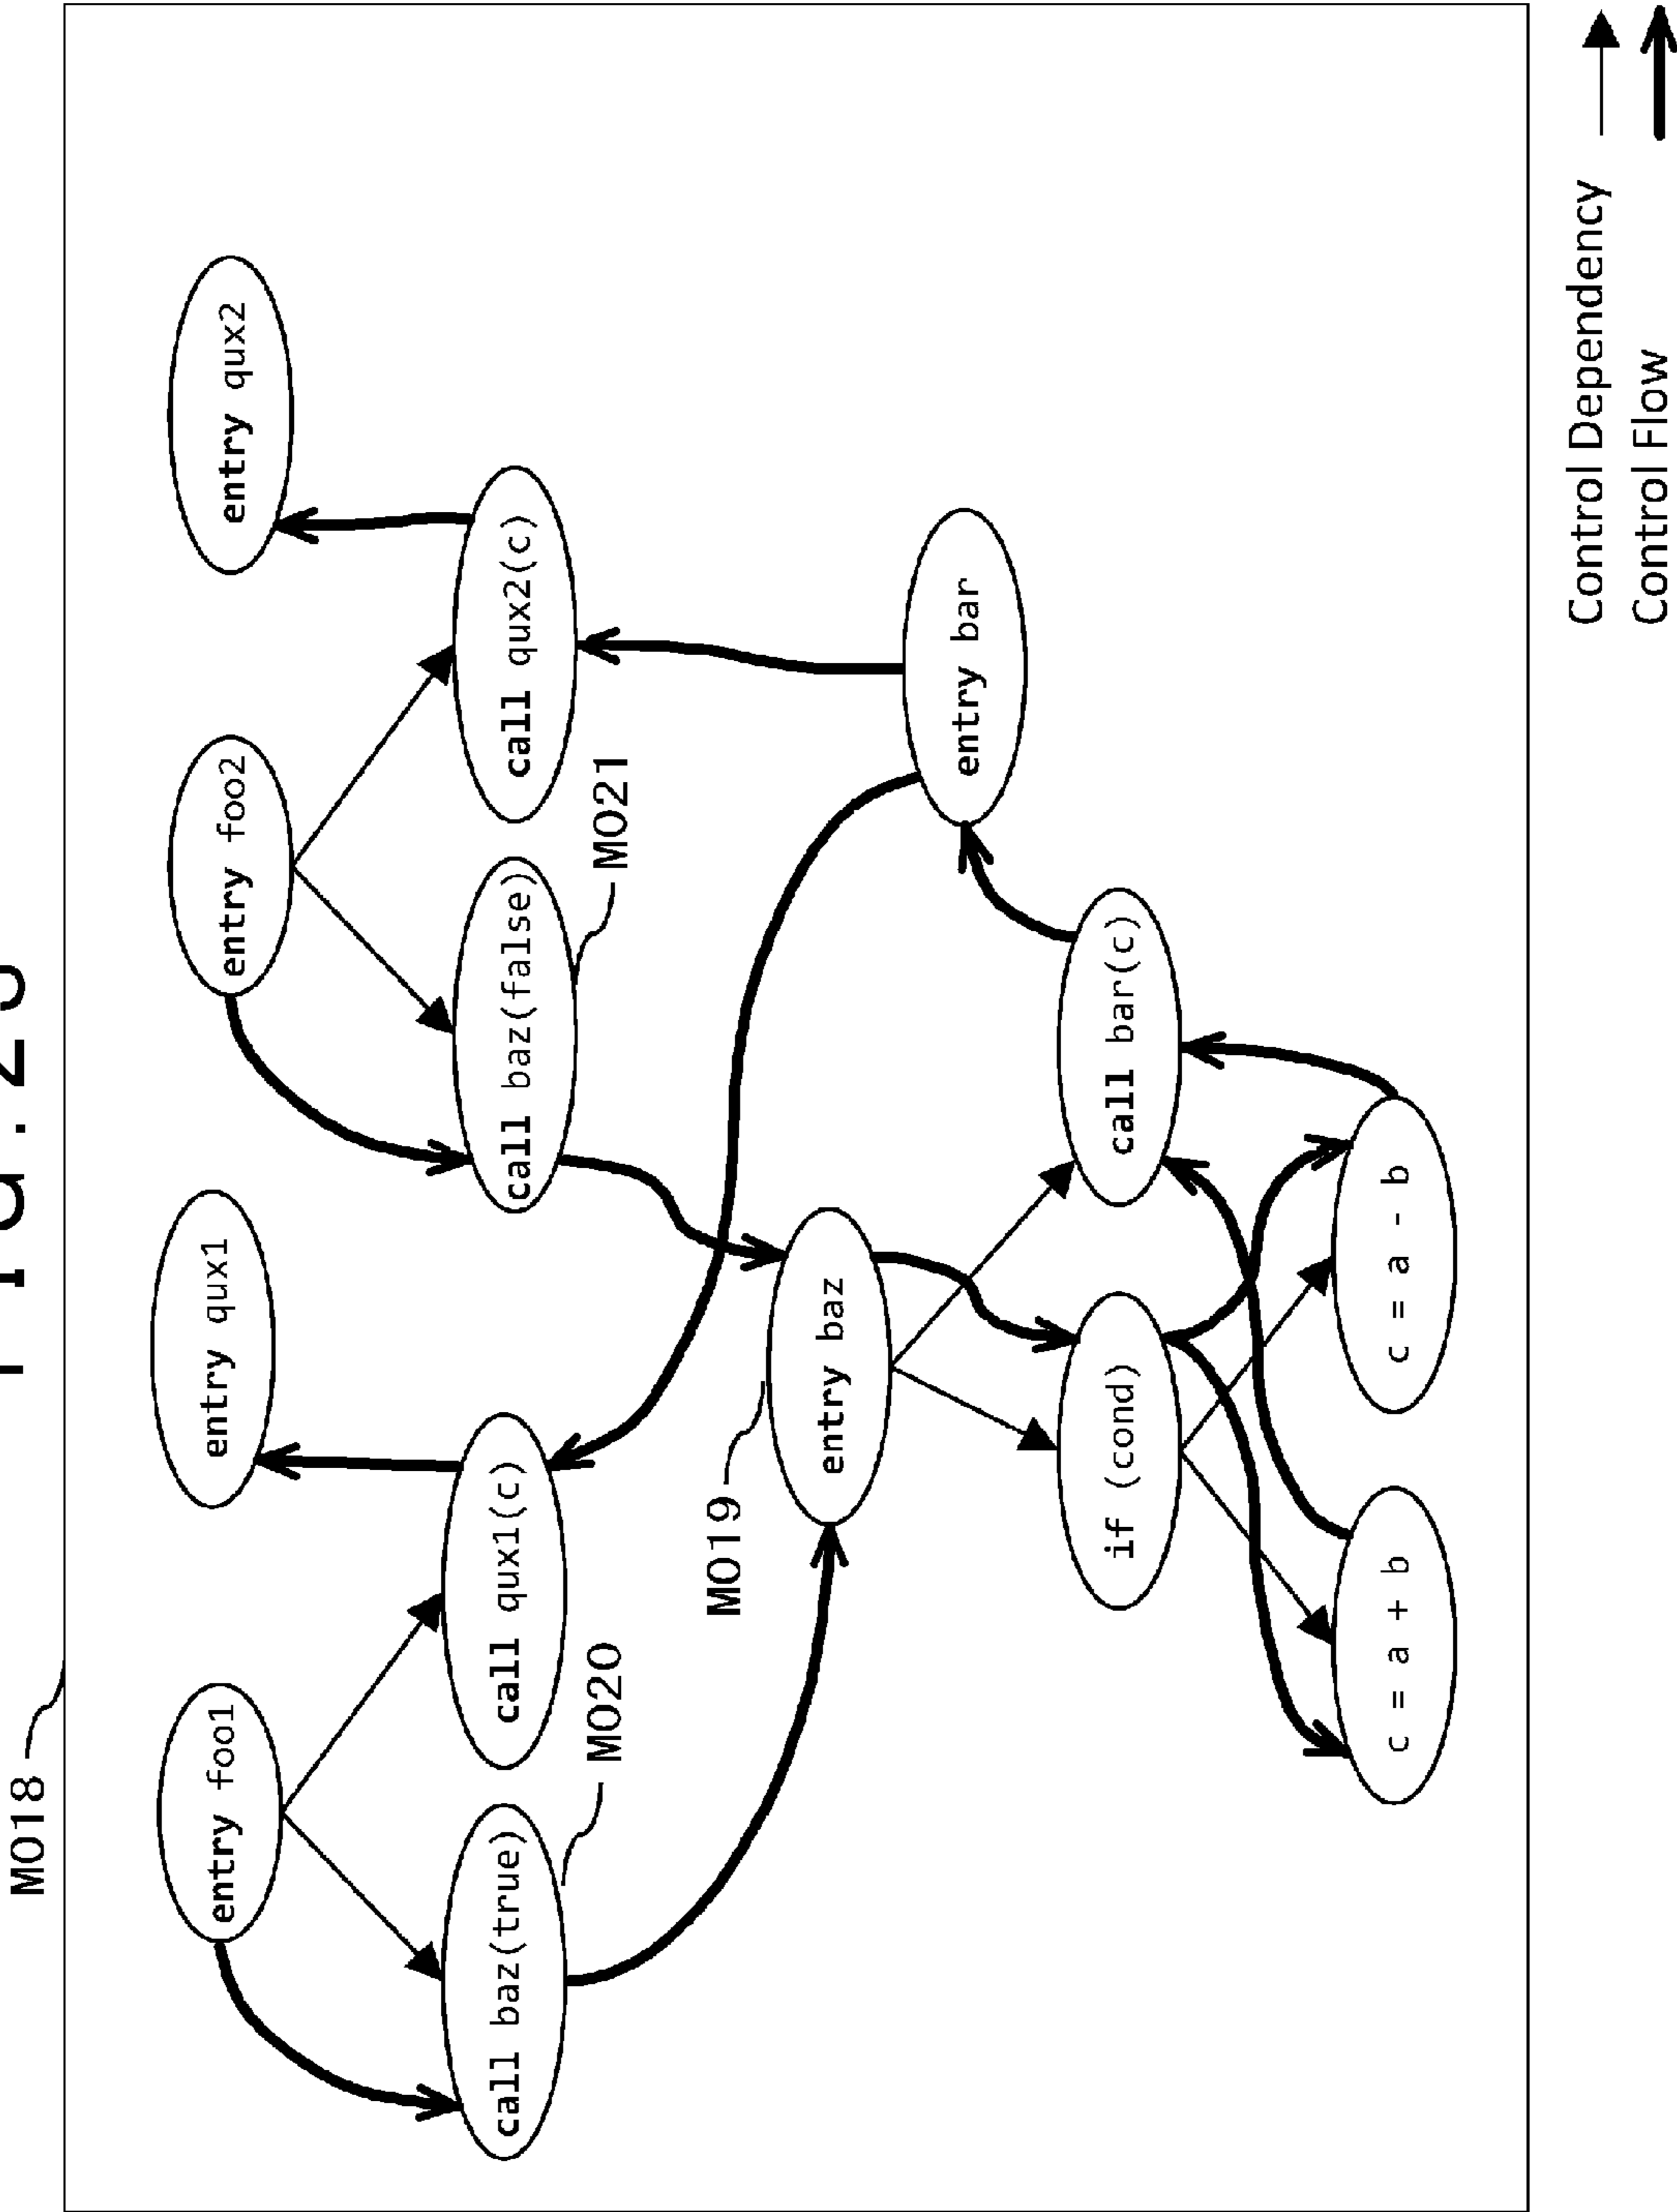 M018
entry foo1
entry qux1
entry foo2
entry qux2
call baz(true)
call qux1(c)
call baz(false)
call qux2(c)
M020
M021
M019
entry baz
entry bar
if (cond)
call bar(c)
c = a + b
c = a - b
Control Dependency
Control Flow